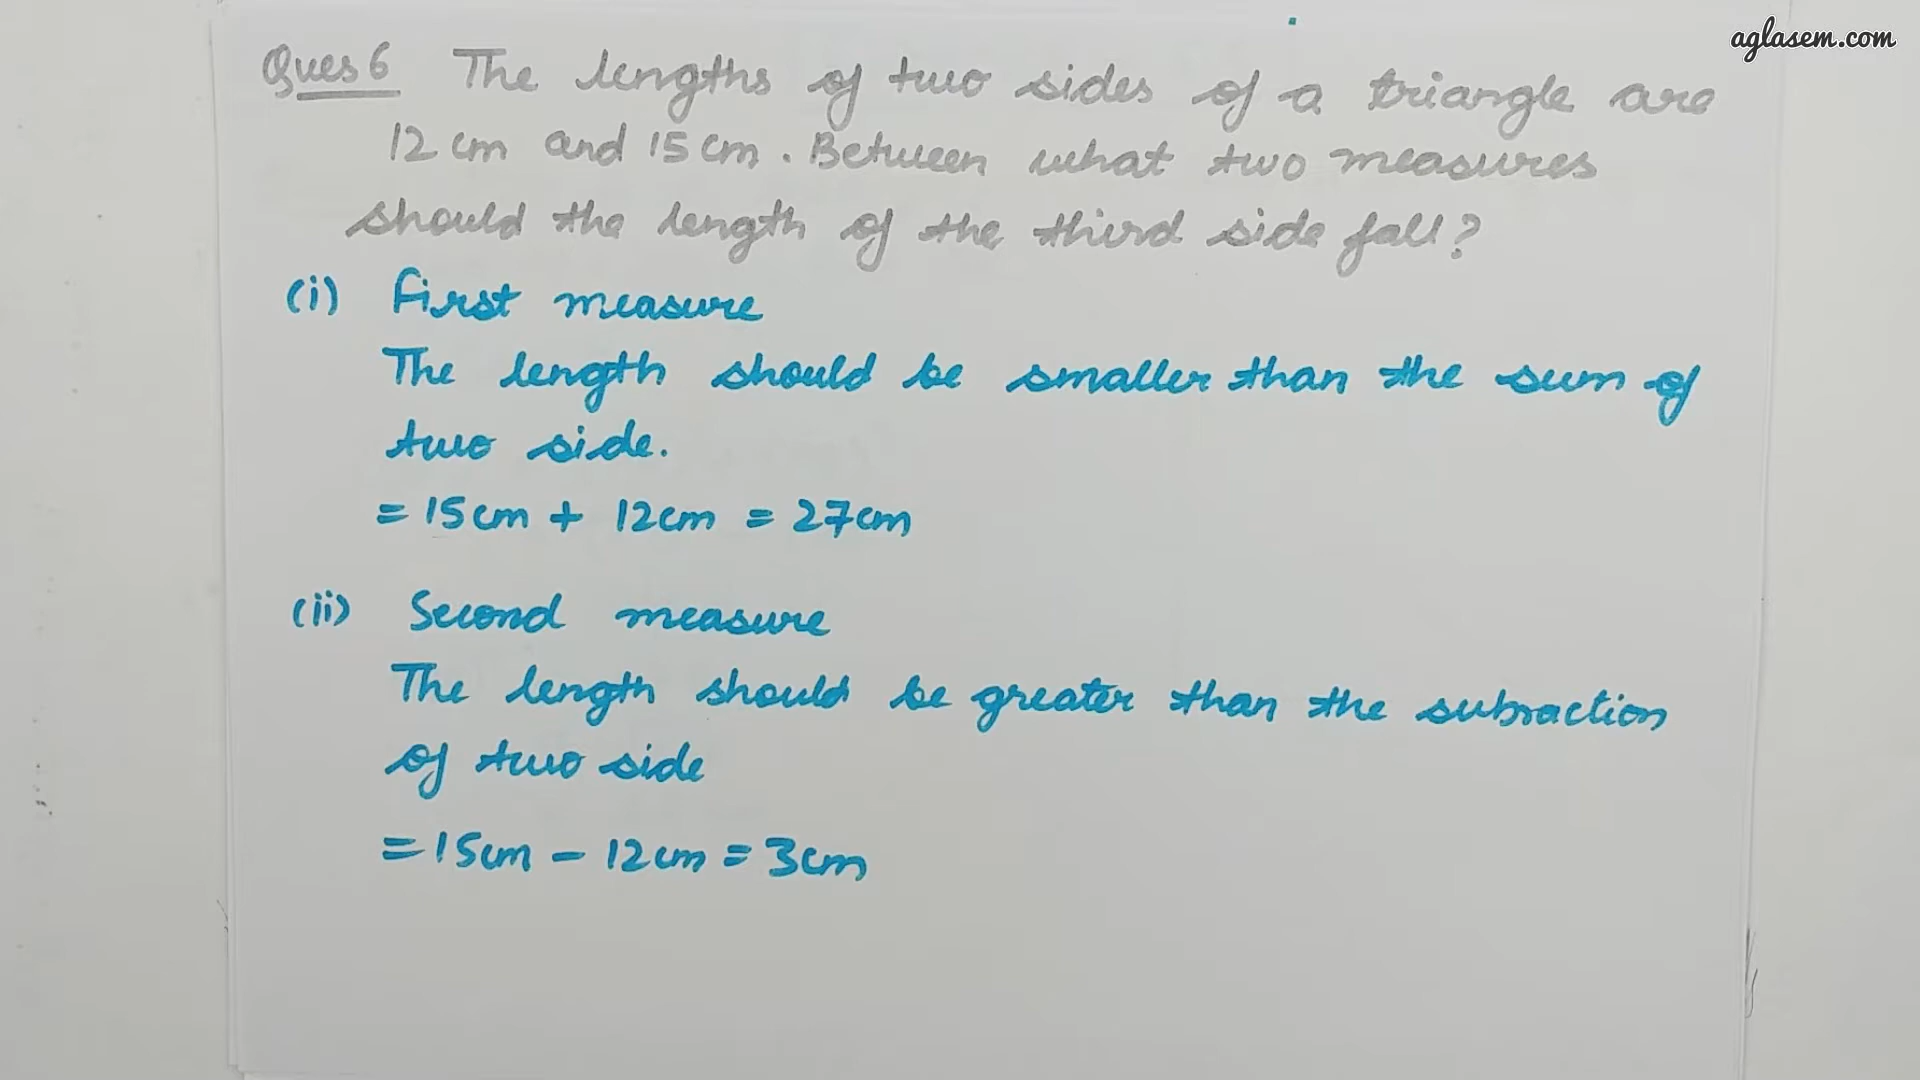 aglasem.com
Ques 6 The lengths of two sides of a triangle are
12 cm and 15 cm. Between what two measures
should the length of the third side fall?
(i) First measure
The length should be smaller than the sum of
two side.
= 15cm + 12cm = 27cm
(ii) Second measure
The length should be greater than the subraction
of two side
= 15cm - 12cm = 3cm